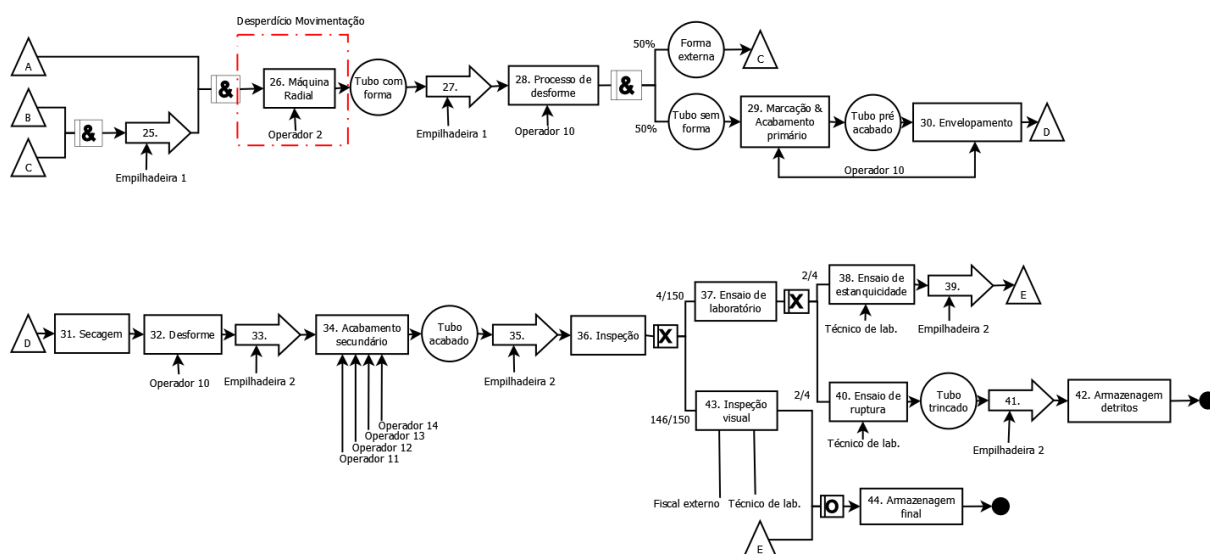 Desperdício Movimentação
A
B
C
&
25.
Empilhadeira 1
&
26. Máquina
Radial
Operador 2
Tubo com
forma
27.
Empilhadeira 1
28. Processo de
desforme
Operador 10
&
50%
Forma
externa
C
50%
Tubo sem
forma
29. Marcação &
Acabamento
primário
Tubo pré
acabado
30. Envelopamento
D
Operador 10
D
31. Secagem
32. Desforme
Operador 10
33.
Empilhadeira 2
34. Acabamento
secundário
Operador 14
Operador 13
Operador 12
Operador 11
Tubo
acabado
35.
Empilhadeira 2
36. Inspeção
X
4/150
37. Ensaio de
laboratório
X
2/4
38. Ensaio de
estanquicidade
Técnico de lab.
39.
Empilhadeira 2
E
2/4
40. Ensaio de
ruptura
Técnico de lab.
Tubo
trincado
41.
Empilhadeira 2
42. Armazenagem
detritos
146/150
43. Inspeção
visual
Fiscal externo
Técnico de lab.
E
O
44. Armazenagem
final